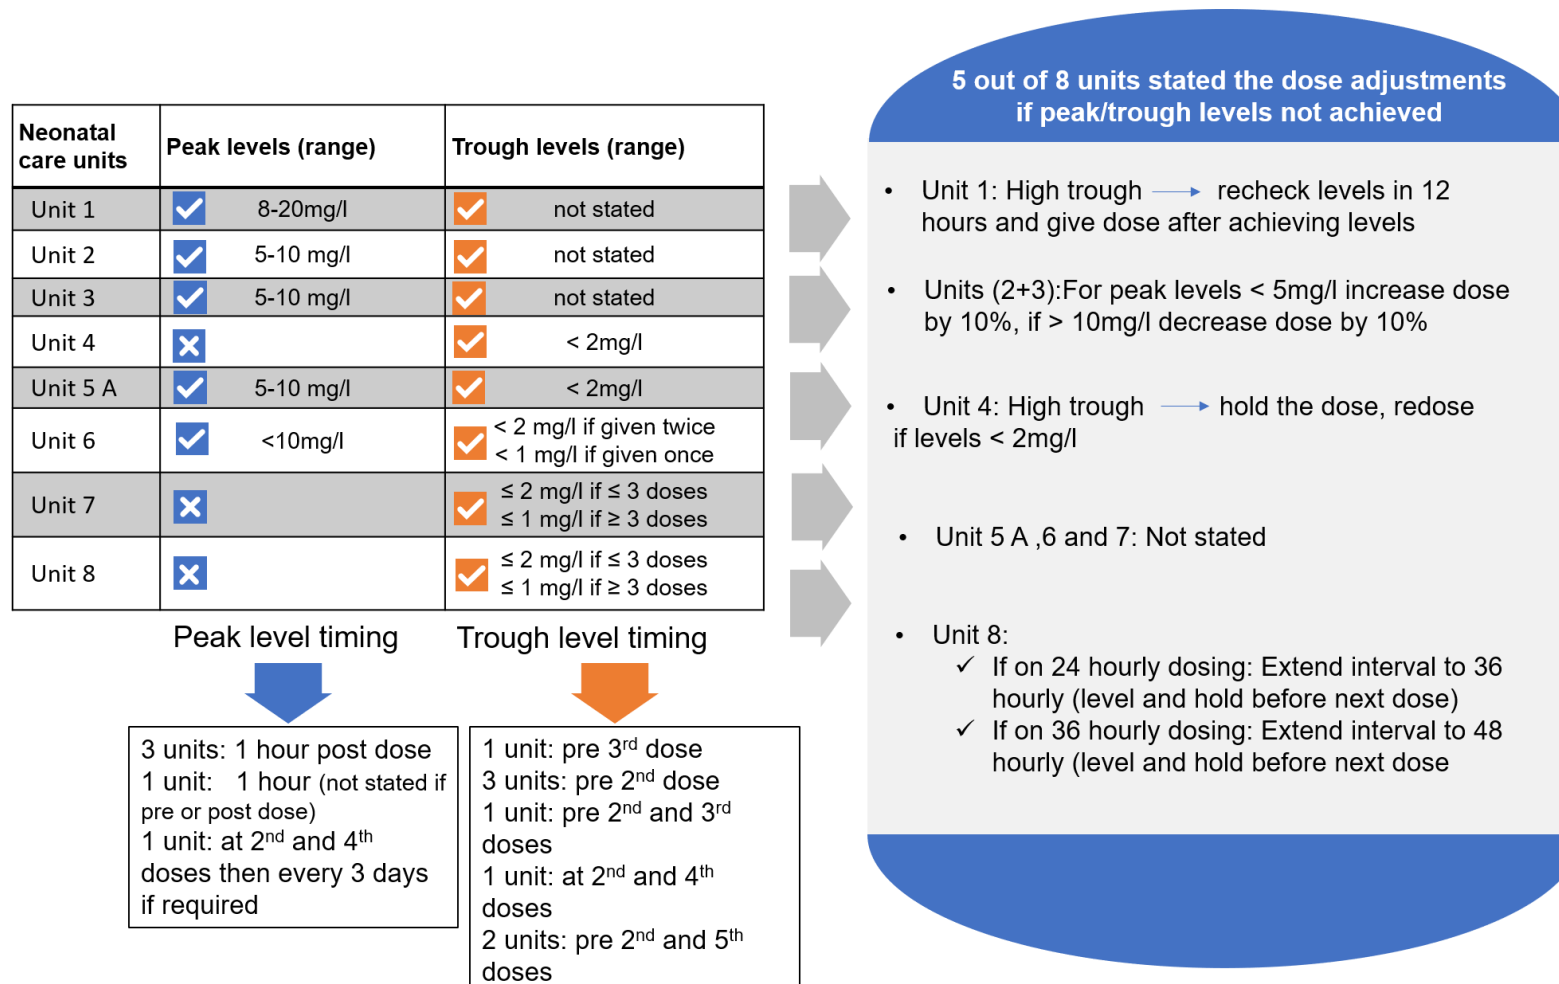 Neonatal care units | Peak levels (range) | Trough levels (range)
Unit 1 | 8-20mg/l | not stated
Unit 2 | 5-10 mg/l | not stated
Unit 3 | 5-10 mg/l | not stated
Unit 4 | < 2mg/l
Unit 5 A | 5-10 mg/l | < 2mg/l
Unit 6 | <10mg/l | < 2 mg/l if given twice
< 1 mg/l if given once
Unit 7 | ≤ 2 mg/l if ≤ 3 doses
≤ 1 mg/l if ≥ 3 doses
Unit 8 | ≤ 2 mg/l if ≤ 3 doses
≤ 1 mg/l if ≥ 3 doses
Peak level timing
3 units: 1 hour post dose
1 unit: 1 hour (not stated if
pre or post dose)
1 unit: at 2nd and 4th
doses then every 3 days
if required
Trough level timing
1 unit: pre 3rd dose
3 units: pre 2nd dose
1 unit: pre 2nd and 3rd
doses
1 unit: at 2nd and 4th
doses
2 units: pre 2nd and 5th
doses
5 out of 8 units stated the dose adjustments
if peak/trough levels not achieved
• Unit 1: High trough → recheck levels in 12
hours and give dose after achieving levels
• Units (2+3):For peak levels < 5mg/l increase dose
by 10%, if > 10mg/l decrease dose by 10%
• Unit 4: High trough → hold the dose, redose
if levels < 2mg/l
• Unit 5 A ,6 and 7: Not stated
• Unit 8:
✓ If on 24 hourly dosing: Extend interval to 36
hourly (level and hold before next dose)
✓ If on 36 hourly dosing: Extend interval to 48
hourly (level and hold before next dose